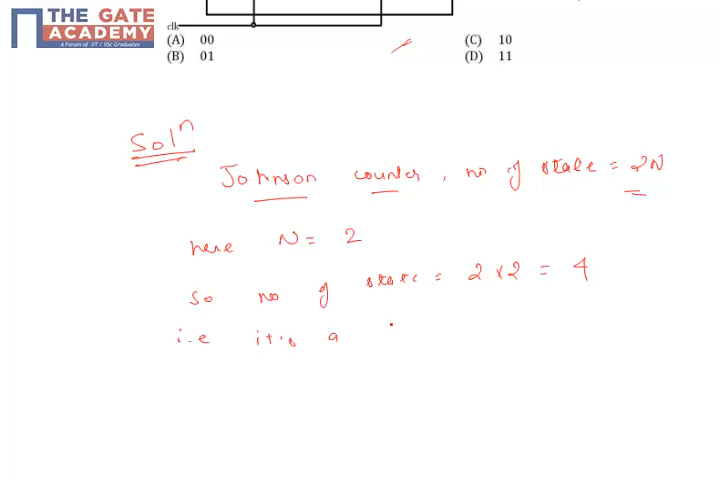 THE GATE
ACADEMY
A Forum of IIT / IISc Graduates
clk
(A) 00
(C) 10
(B) 01
(D) 11
Solⁿ
Johnson counter, no of state = 2N
here N = 2
so no of state = 2 x 2 = 4
i.e it is a